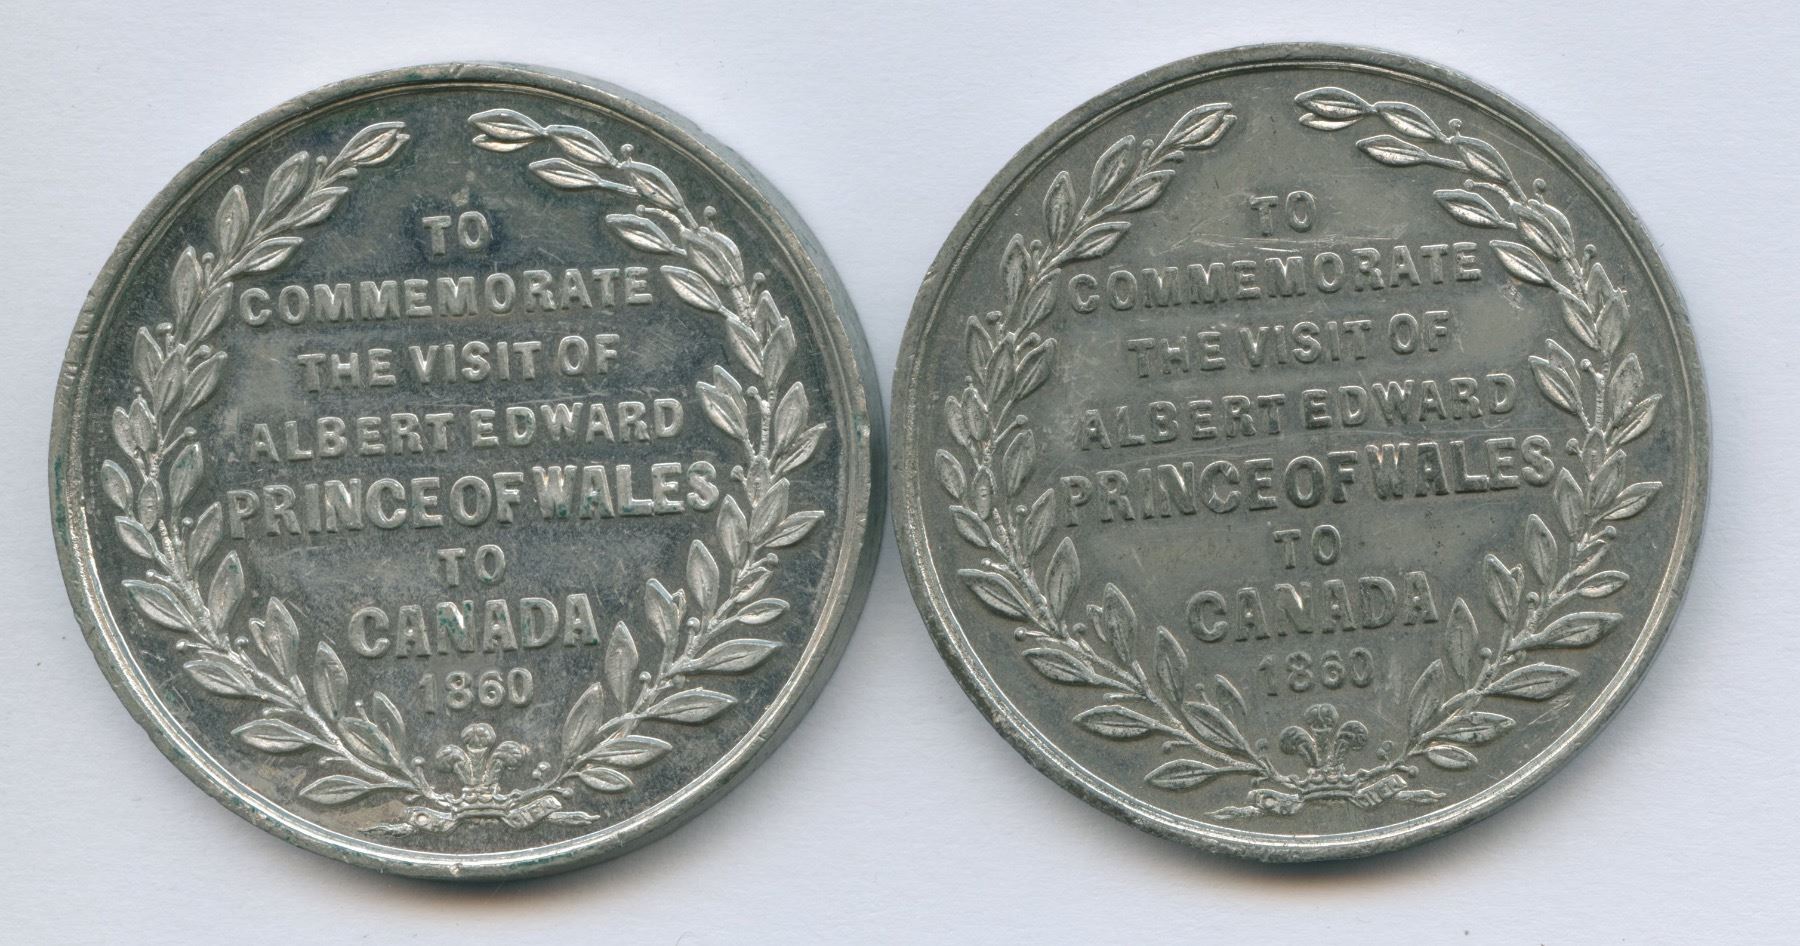 TO
COMMEMORATE
THE VISIT OF
ALBERT EDWARD
PRINCE OF WALES
TO
CANADA
1860
TO
COMMEMORATE
THE VISIT OF
ALBERT EDWARD
PRINCE OF WALES
TO
CANADA
1860